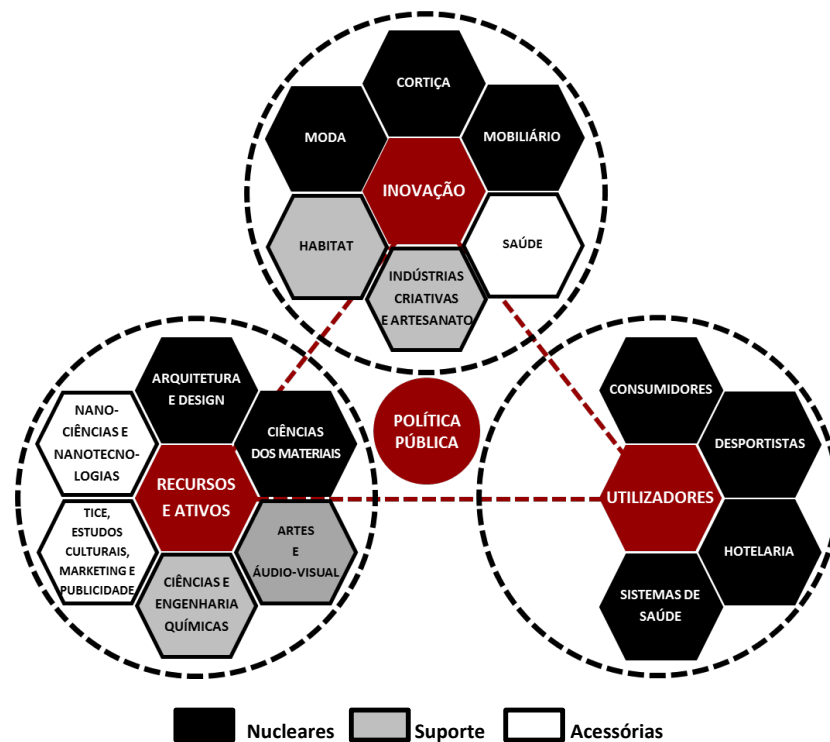 CORTIÇA
MODA
MOBILIÁRIO
INOVAÇÃO
HABITAT
SAÚDE
INDÚSTRIAS
CRIATIVAS
E ARTESANATO
ARQUITETURA
E DESIGN
NANO-
CIÊNCIAS E
NANOTECNO-
LOGIAS
CIÊNCIAS
DOS MATERIAIS
RECURSOS
E ATIVOS
TICE,
ESTUDOS
CULTURAIS,
MARKETING E
PUBLICIDADE
ARTES
E
ÁUDIO-VISUAL
CIÊNCIAS E
ENGENHARIA
QUÍMICAS
POLÍTICA
PÚBLICA
CONSUMIDORES
DESPORTISTAS
UTILIZADORES
HOTELARIA
SISTEMAS DE
SAÚDE
Nucleares
Suporte
Acessórias